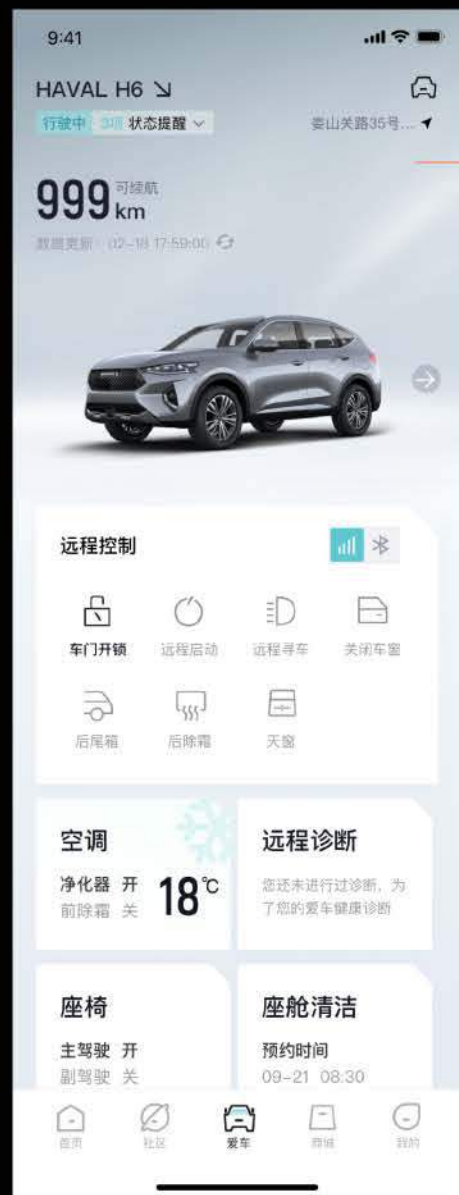 9:41
HAVAL H6
行驶中 3项 状态提醒
娄山关路35号...
999 可续航 km
数据更新 02-18 17:59:00
远程控制
车门开锁 远程启动 远程寻车 关闭车窗
后尾箱 后除霜 天窗
空调
净化器 开
前除霜 关
18℃
远程诊断
您还未进行过诊断，为
了您的爱车健康诊断
座椅
主驾驶 开
副驾驶 关
座舱清洁
预约时间
09-21 08:30
首页 社区 爱车 商城 我的